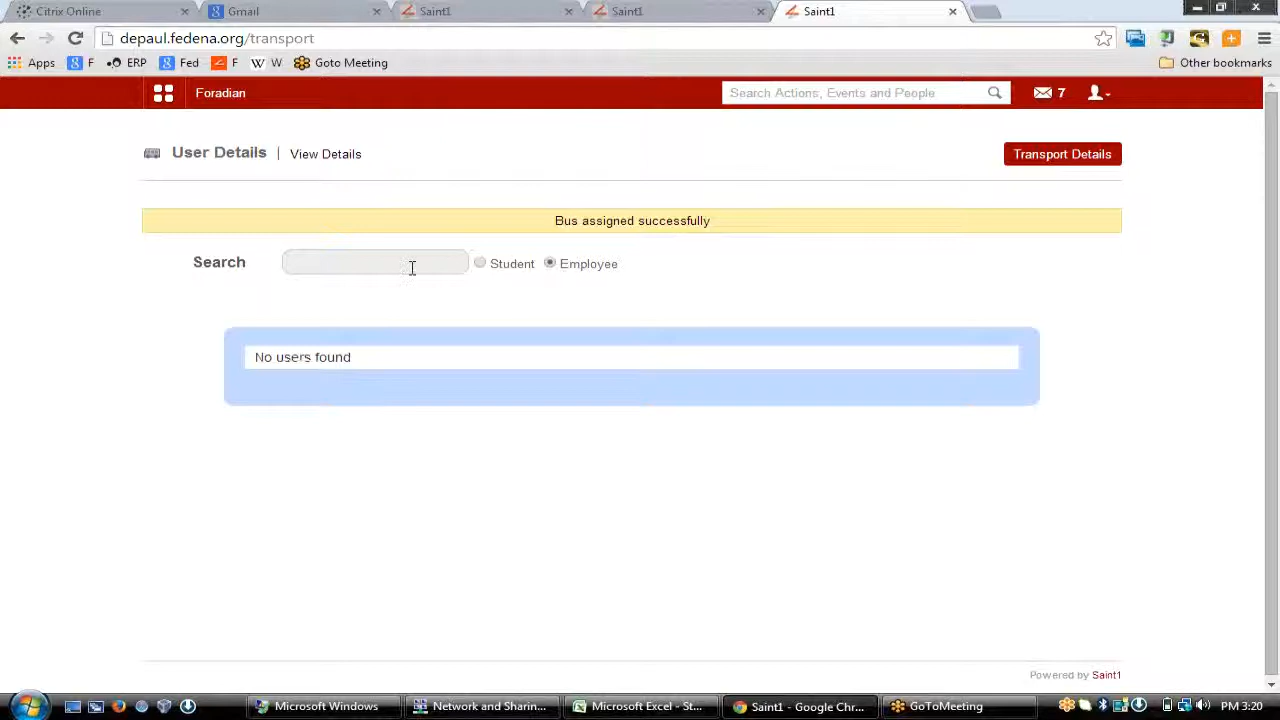 Citrix Online
Gmail
Saint1
Saint1
Saint1
depaul.fedena.org/transport
Apps
F
ERP
Fed
F
W
Goto Meeting
Other bookmarks
Foradian
Search Actions, Events and People
7
User Details | View Details
Transport Details
Bus assigned successfully
Search
Student
Employee
No users found
Powered by Saint1
Microsoft Windows
Network and Sharin...
Microsoft Excel - St...
Saint1 - Google Chr...
GoToMeeting
PM 3:20